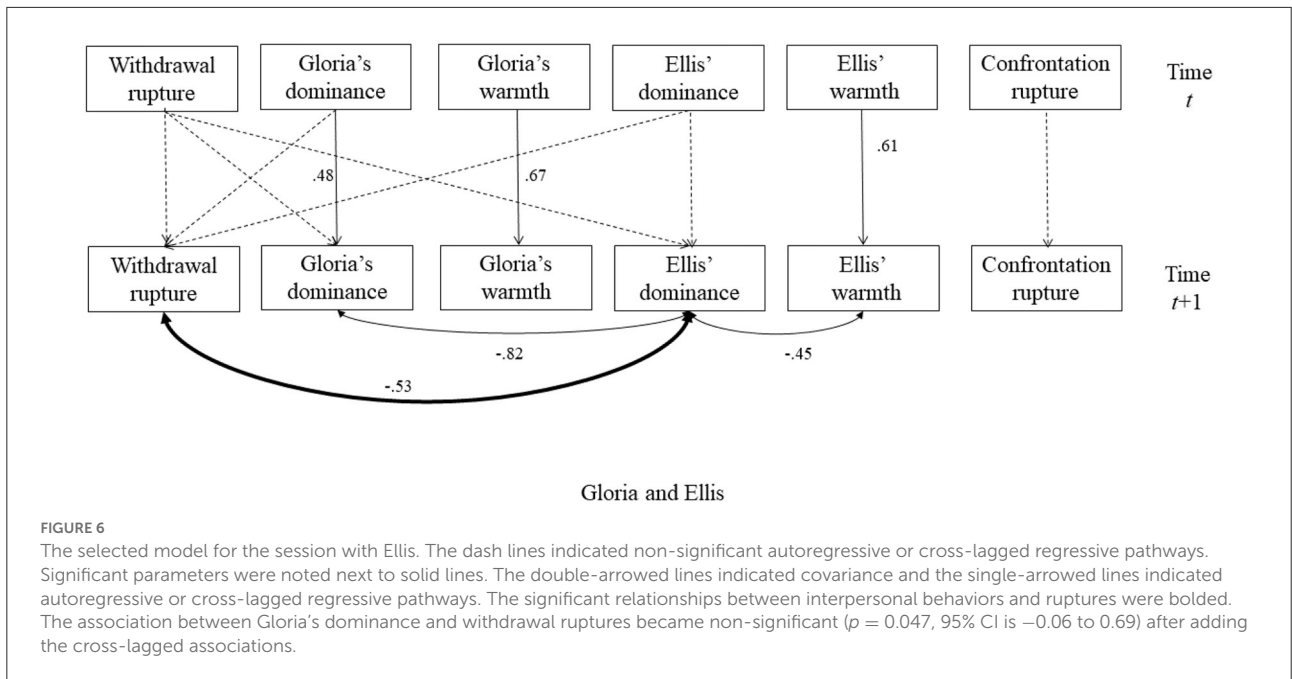 Withdrawal
rupture
Gloria's
dominance
Gloria's
warmth
Ellis'
dominance
Ellis'
warmth
Confrontation
rupture
Time
t
.48
.67
.61
Withdrawal
rupture
Gloria's
dominance
Gloria's
warmth
Ellis'
dominance
Ellis'
warmth
Confrontation
rupture
Time
t+1
-.82
-.45
-.53
Gloria and Ellis
FIGURE 6
The selected model for the session with Ellis. The dash lines indicated non-significant autoregressive or cross-lagged regressive pathways.
Significant parameters were noted next to solid lines. The double-arrowed lines indicated covariance and the single-arrowed lines indicated
autoregressive or cross-lagged regressive pathways. The significant relationships between interpersonal behaviors and ruptures were bolded.
The association between Gloria's dominance and withdrawal ruptures became non-significant (p = 0.047, 95% CI is −0.06 to 0.69) after adding
the cross-lagged associations.